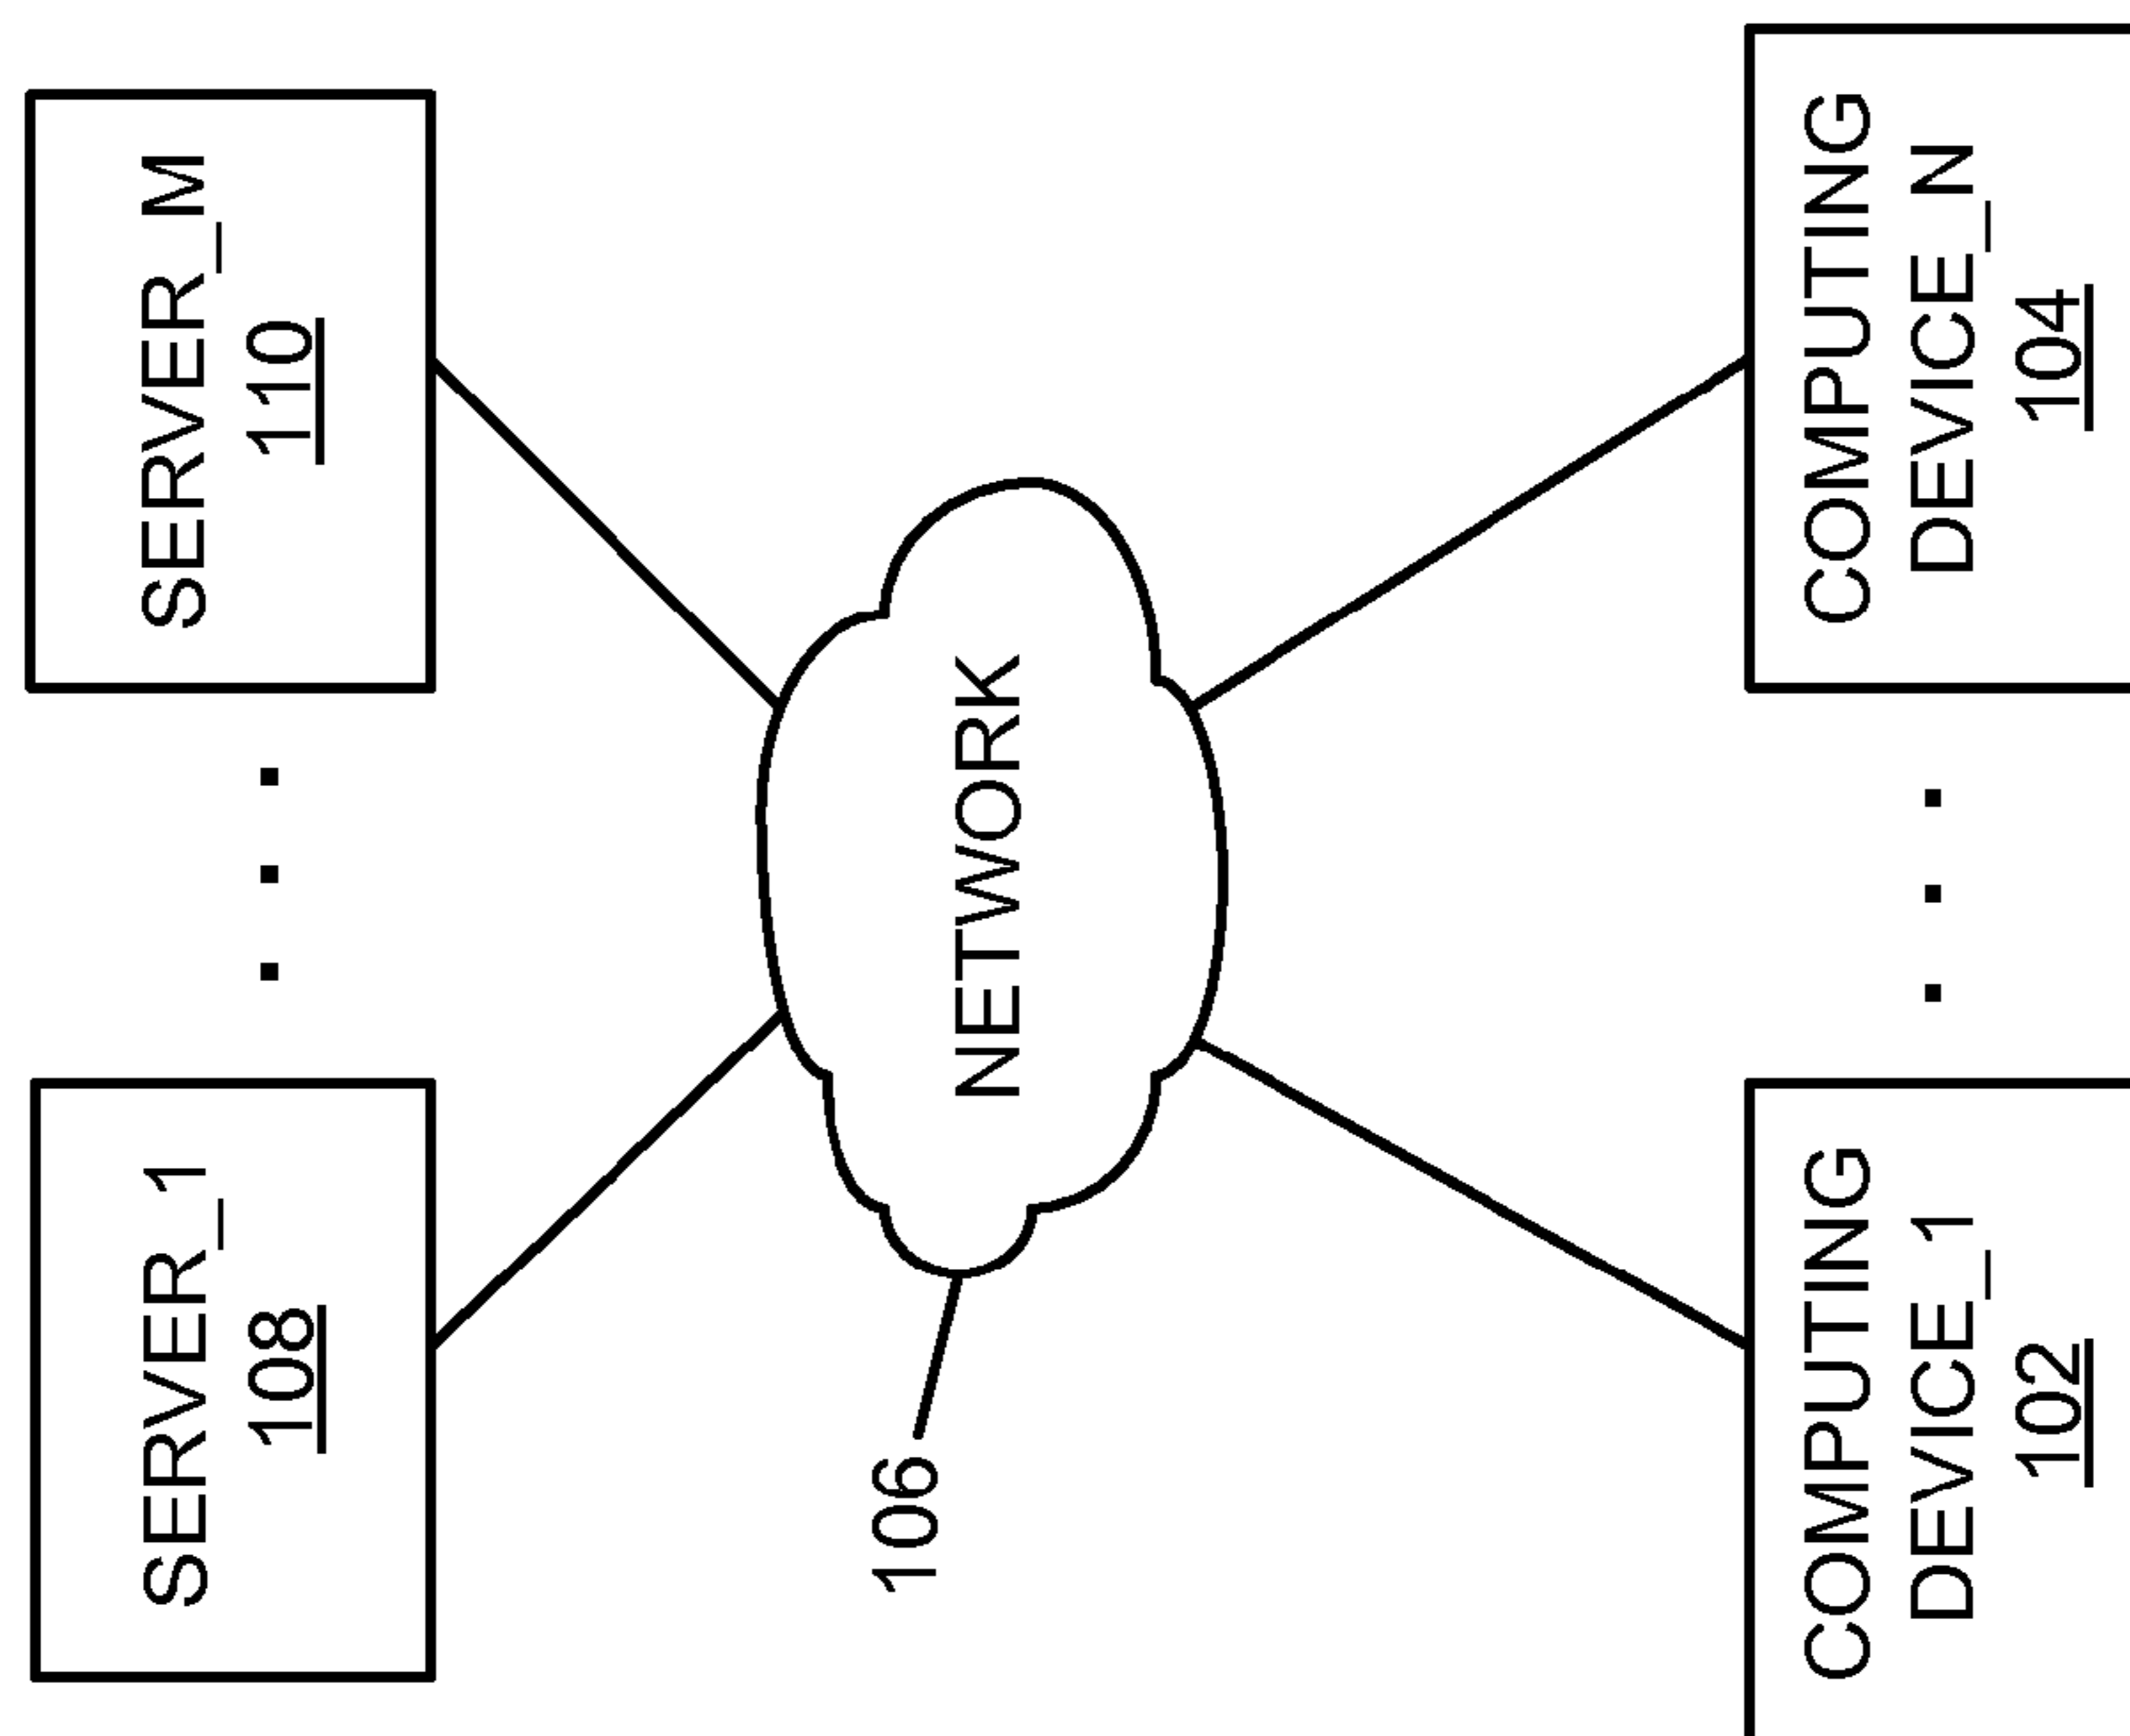 SERVER_1
108
SERVER_M
110
NETWORK
106
COMPUTING
DEVICE_1
102
COMPUTING
DEVICE_N
104